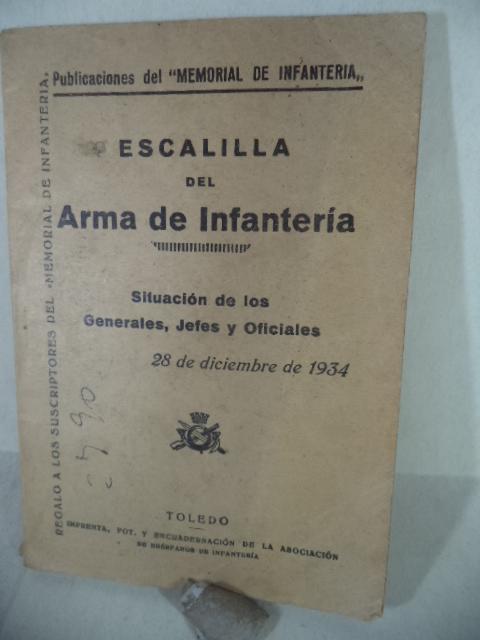 Publicaciones del "MEMORIAL DE INFANTERIA„
ESCALILLA
DEL
Arma de Infantería
Situación de los
Generales, Jefes y Oficiales
28 de diciembre de 1934
TOLEDO
IMPRENTA, FOT. Y ENCUADERNACIÓN DE LA ASOCIACIÓN
DE HUÉRFANOS DE INFANTERÍA
REGALO A LOS SUSCRIPTORES DEL «MEMORIAL DE INFANTERIA»